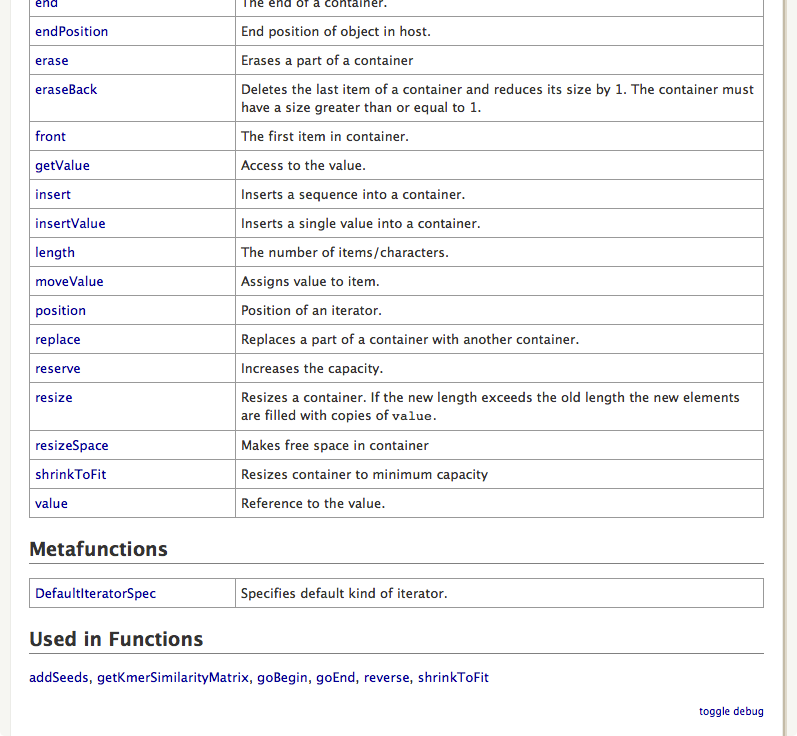 end The end of a container.
endPosition End position of object in host.
erase Erases a part of a container
eraseBack Deletes the last item of a container and reduces its size by 1. The container must
have a size greater than or equal to 1.
front The first item in container.
getValue Access to the value.
insert Inserts a sequence into a container.
insertValue Inserts a single value into a container.
length The number of items/characters.
moveValue Assigns value to item.
position Position of an iterator.
replace Replaces a part of a container with another container.
reserve Increases the capacity.
resize Resizes a container. If the new length exceeds the old length the new elements
are filled with copies of value.
resizeSpace Makes free space in container
shrinkToFit Resizes container to minimum capacity
value Reference to the value.
Metafunctions
DefaultIteratorSpec Specifies default kind of iterator.
Used in Functions
addSeeds, getKmerSimilarityMatrix, goBegin, goEnd, reverse, shrinkToFit
toggle debug